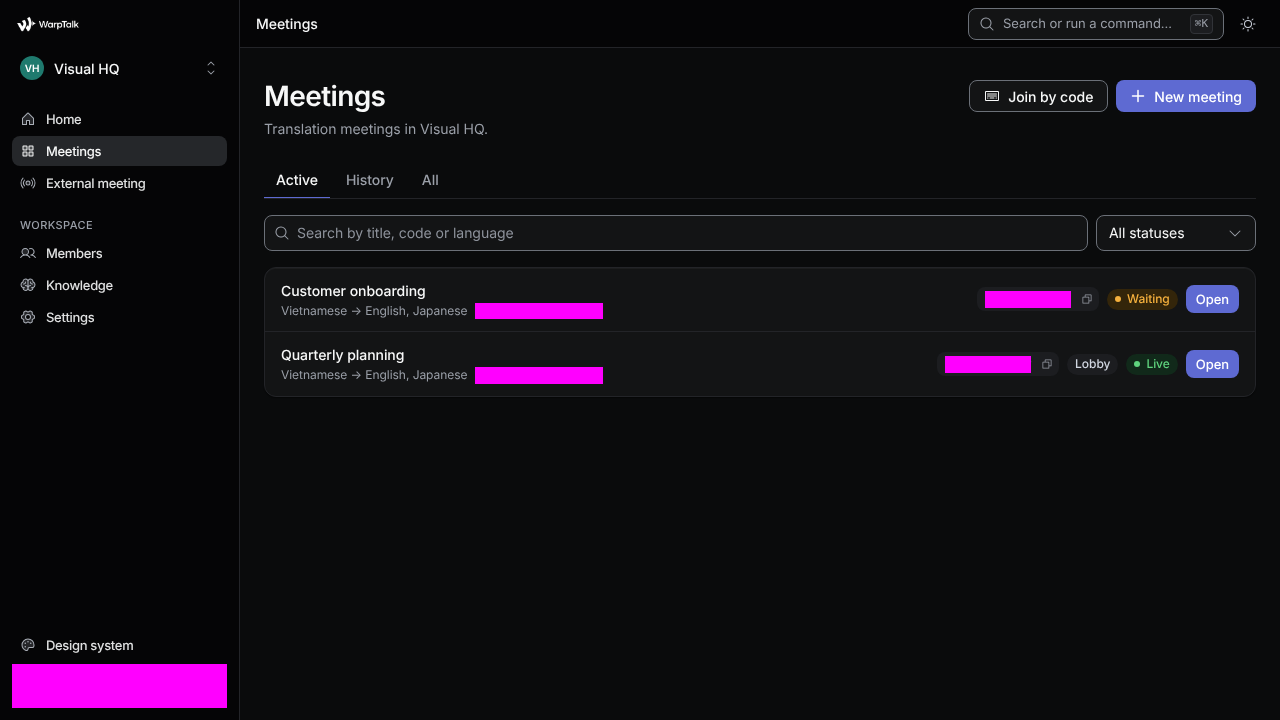 WarpTalk
VH Visual HQ
Home
Meetings
External meeting
WORKSPACE
Members
Knowledge
Settings
Design system
Meetings
Search or run a command... ⌘K
Meetings
Translation meetings in Visual HQ.
Join by code
New meeting
Active History All
Search by title, code or language
All statuses
Customer onboarding
Vietnamese → English, Japanese
Waiting Open
Quarterly planning
Vietnamese → English, Japanese
Lobby Live Open